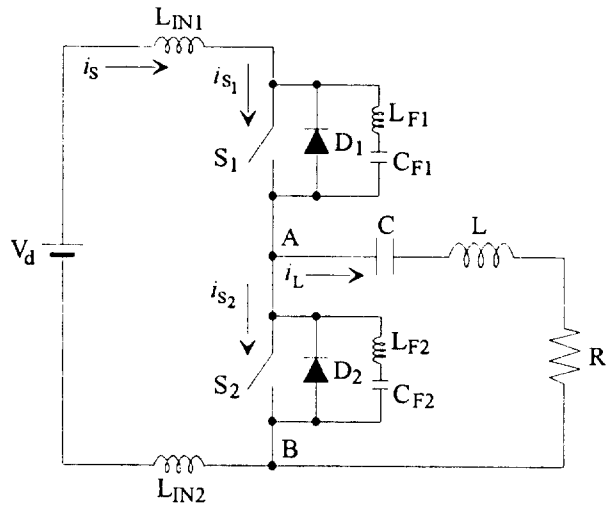 L_IN1
i_S
i_S1
L_F1
D_1
S_1
C_F1
A
C
L
i_L
V_d
i_S2
L_F2
R
D_2
S_2
C_F2
B
L_IN2